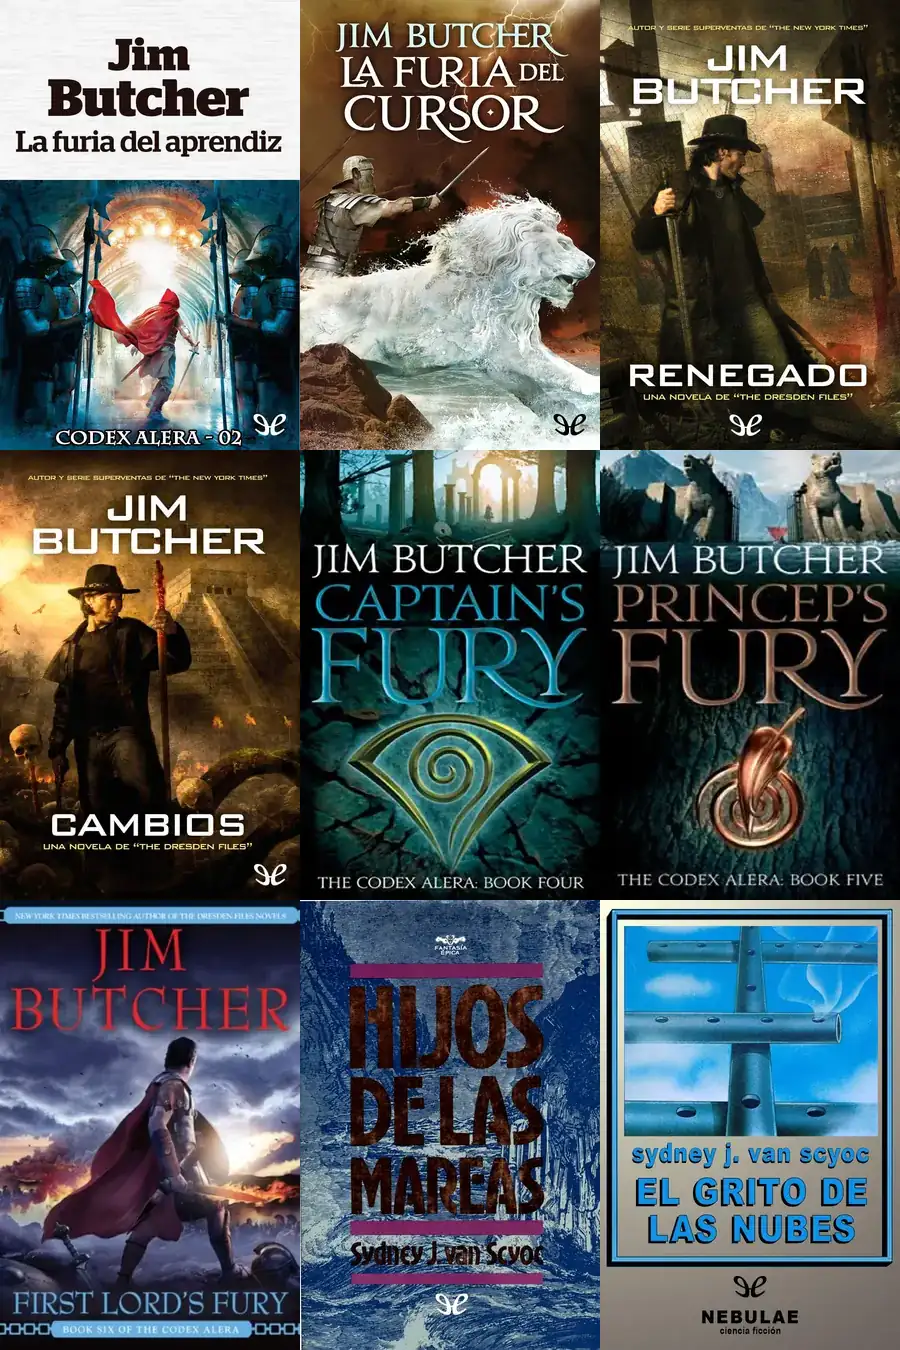 Jim
Butcher
La furia del aprendiz
CODEX ALERA - 02
JIM BUTCHER
LA FURIA DEL
CURSOR
AUTOR Y SERIE SUPERVENTAS DE "THE NEW YORK TIMES"
JIM
BUTCHER
RENEGADO
UNA NOVELA DE "THE DRESDEN FILES"
AUTOR Y SERIE SUPERVENTAS DE "THE NEW YORK TIMES"
JIM
BUTCHER
CAMBIOS
UNA NOVELA DE "THE DRESDEN FILES"
JIM BUTCHER
CAPTAIN'S
FURY
THE CODEX ALERA: BOOK FOUR
JIM BUTCHER
PRINCEP'S
FURY
THE CODEX ALERA: BOOK FIVE
NEW YORK TIMES BESTSELLING AUTHOR OF THE DRESDEN FILES NOVELS
JIM
BUTCHER
FIRST LORD'S FURY
BOOK SIX OF THE CODEX ALERA
FANTASÍA
ÉPICA
HIJOS
DE LAS
MAREAS
Sydney J van Scyoc
sydney j. van scyoc
EL GRITO DE
LAS NUBES
NEBULAE
ciencia ficción